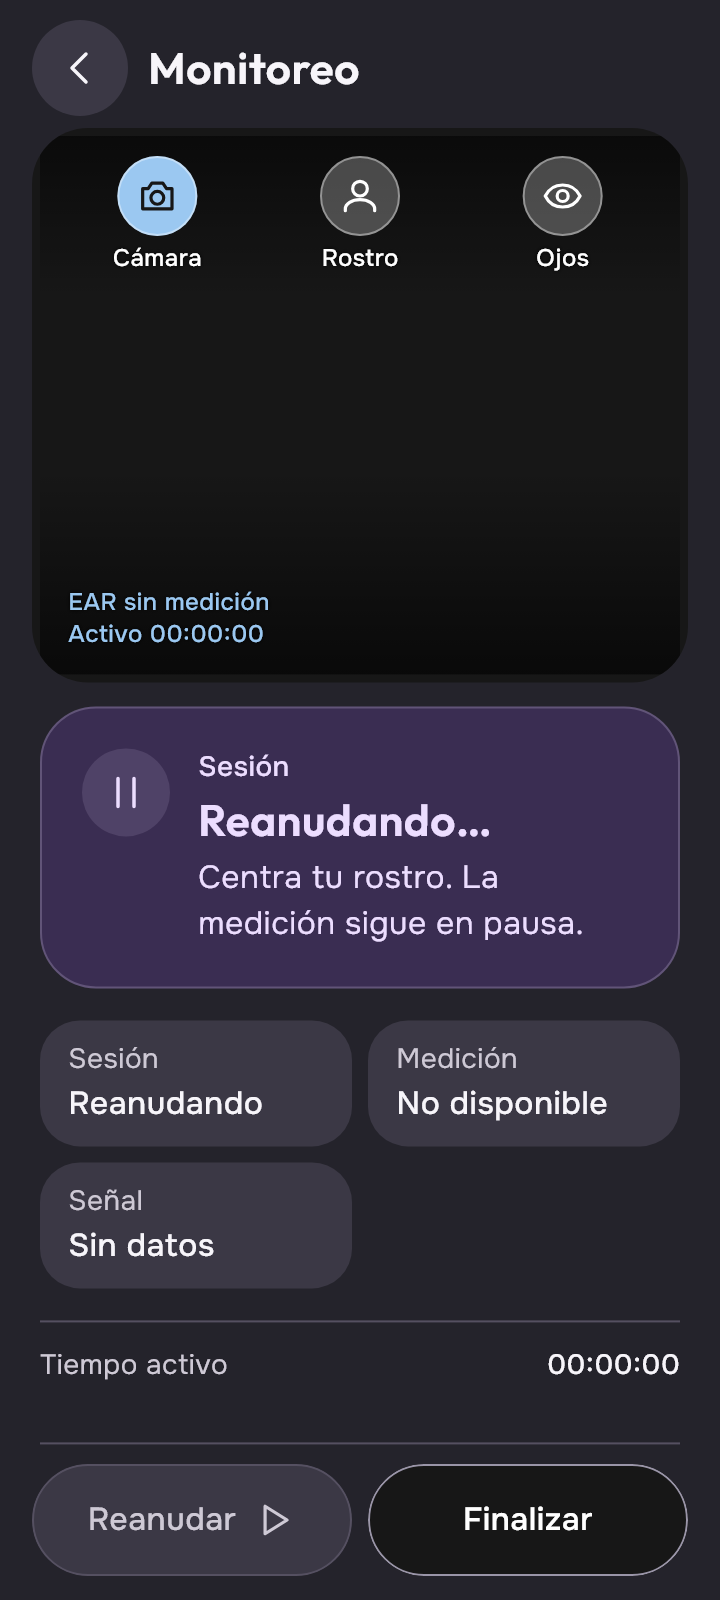 Monitoreo
Cámara
Rostro
Ojos
EAR sin medición
Activo 00:00:00
Sesión
Reanudando...
Centra tu rostro. La
medición sigue en pausa.
Sesión
Reanudando
Medición
No disponible
Señal
Sin datos
Tiempo activo
00:00:00
Reanudar
Finalizar